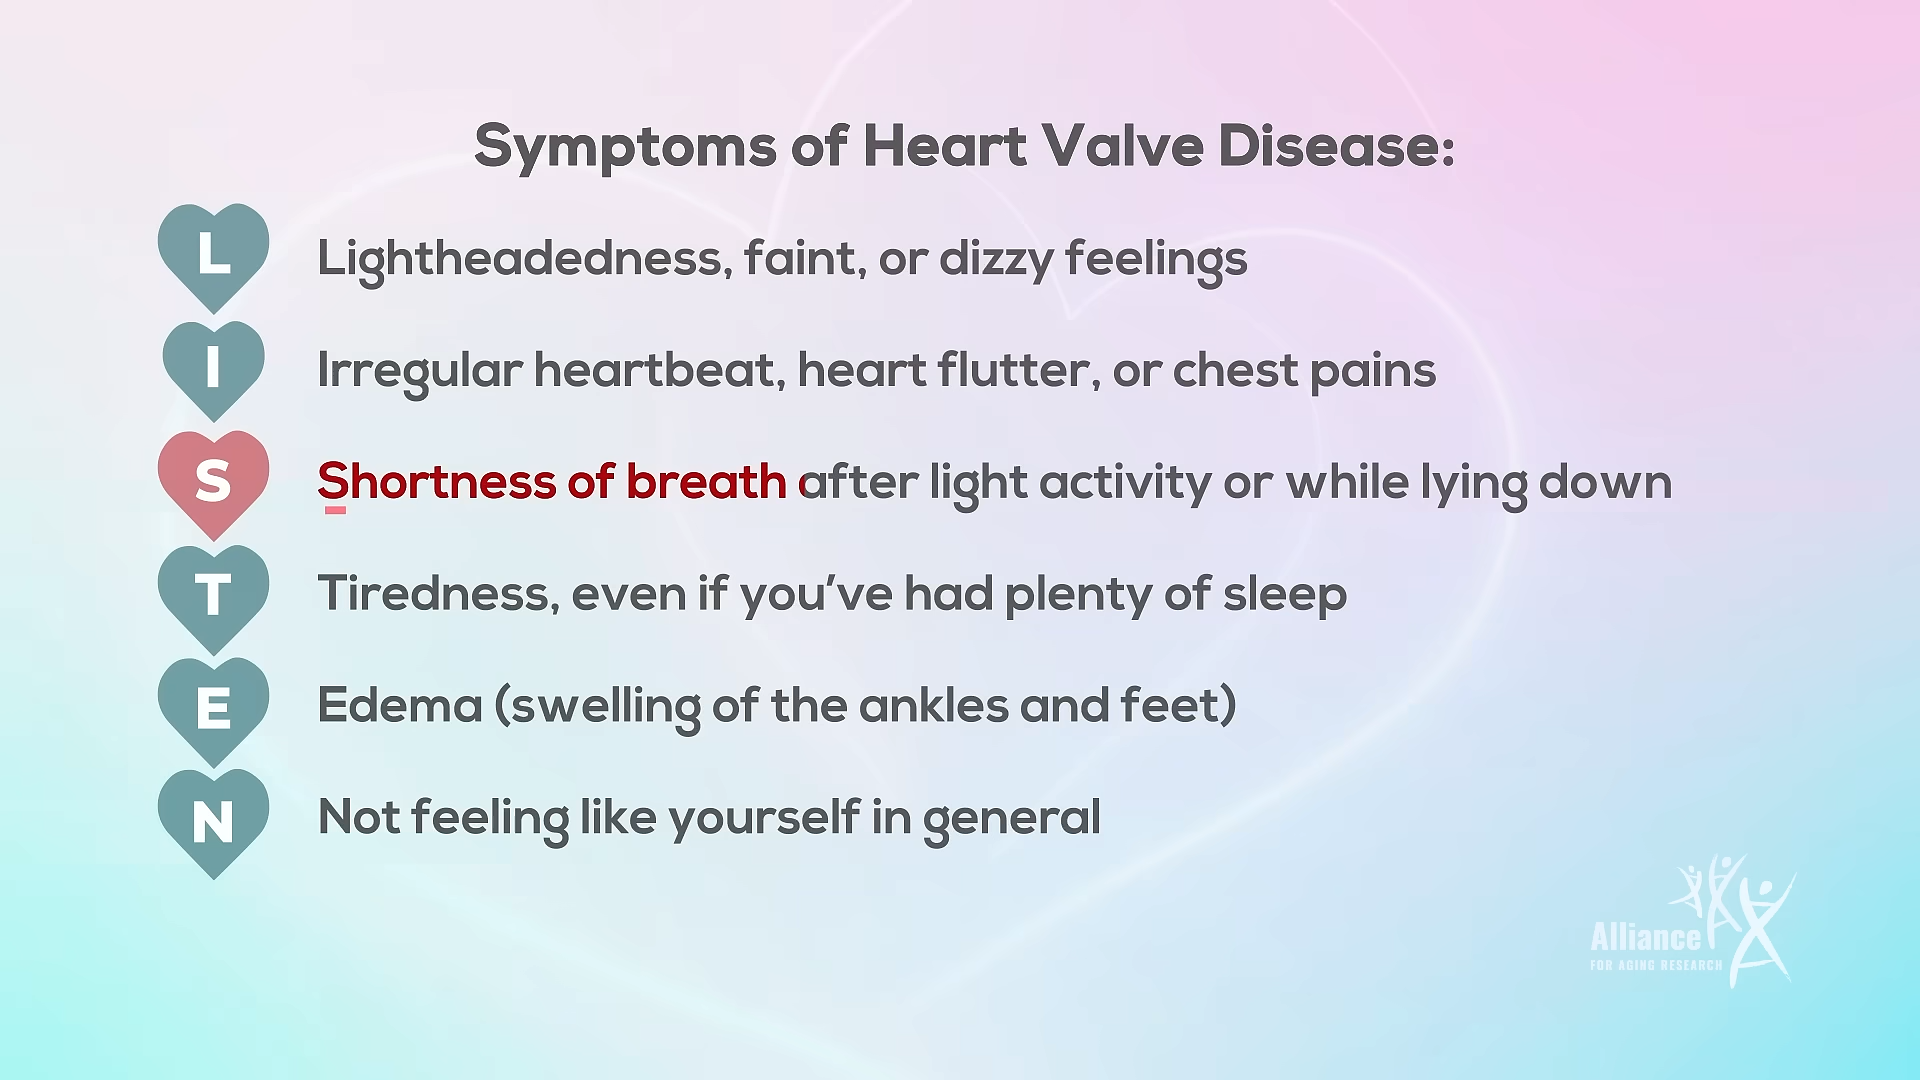 Symptoms of Heart Valve Disease:
L Lightheadedness, faint, or dizzy feelings
I Irregular heartbeat, heart flutter, or chest pains
S Shortness of breath after light activity or while lying down
T Tiredness, even if you’ve had plenty of sleep
E Edema (swelling of the ankles and feet)
N Not feeling like yourself in general
Alliance
FOR AGING RESEARCH